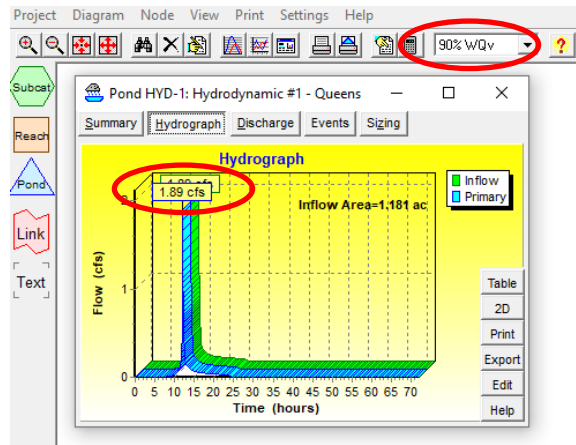 Project Diagram Node View Print Settings Help
90% WQv
?
Subcat
Reach
Pond
Link
Text
Pond HYD-1: Hydrodynamic #1 - Queens
Summary Hydrograph Discharge Events Sizing
Hydrograph
1.89 cfs
Inflow Area=1.181 ac
Inflow
Primary
Flow (cfs)
2
1
0
0 5 10 15 20 25 30 35 40 45 50 55 60 65 70
Time (hours)
Table
2D
Print
Export
Edit
Help